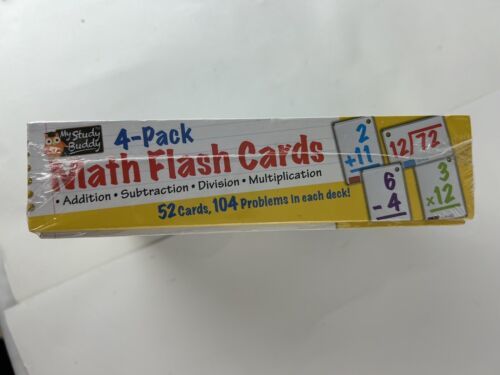 My Study
Buddy
4-Pack
Math Flash Cards
• Addition • Subtraction • Division • Multiplication
52 Cards, 104 Problems in each deck!
2
+11
12/72
6
- 4
3
x12